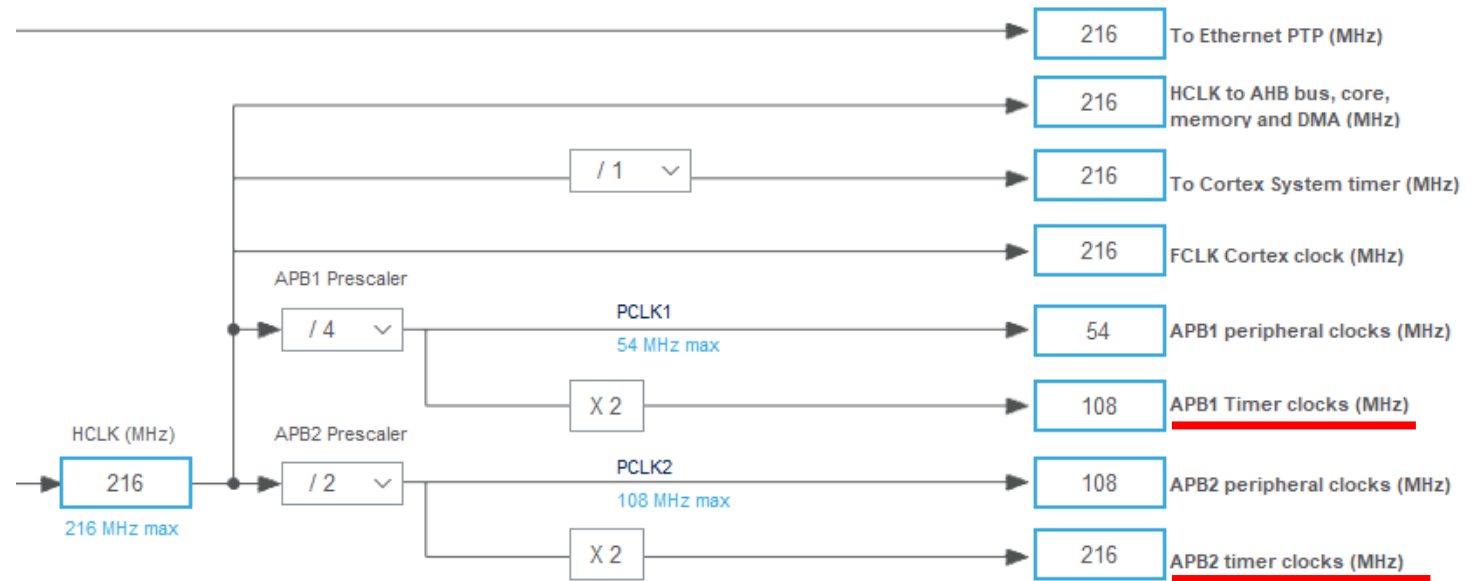 216
To Ethernet PTP (MHz)
216
HCLK to AHB bus, core,
memory and DMA (MHz)
/ 1
216
To Cortex System timer (MHz)
216
FCLK Cortex clock (MHz)
APB1 Prescaler
/ 4
PCLK1
54 MHz max
54
APB1 peripheral clocks (MHz)
X 2
108
APB1 Timer clocks (MHz)
HCLK (MHz)
216
216 MHz max
APB2 Prescaler
/ 2
PCLK2
108 MHz max
108
APB2 peripheral clocks (MHz)
X 2
216
APB2 timer clocks (MHz)